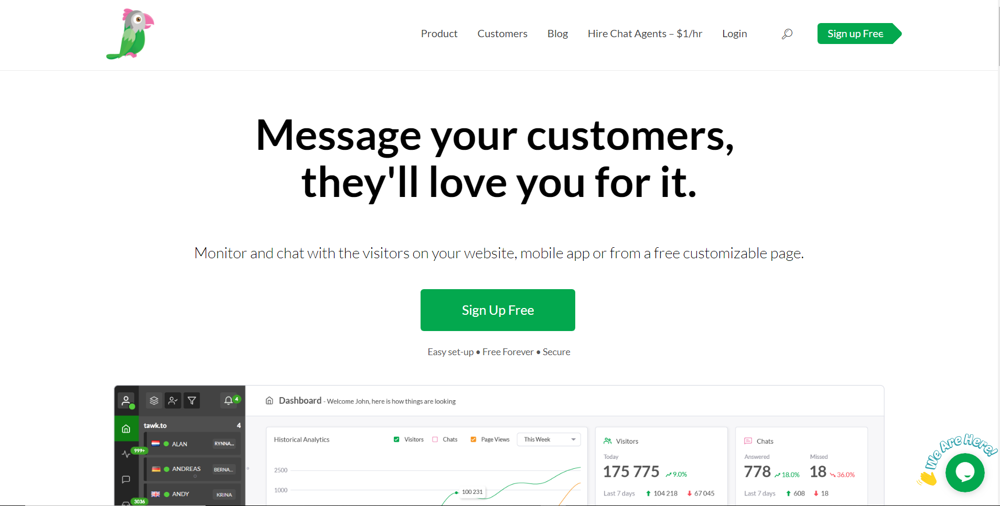 Product Customers Blog Hire Chat Agents – $1/hr Login Sign up Free
Message your customers,
they'll love you for it.
Monitor and chat with the visitors on your website, mobile app or from a free customizable page.
Sign Up Free
Easy set-up • Free Forever • Secure
4
Dashboard - Welcome John, here is how things are looking
tawk.to 4
ALAN RYNNA...
999+
ANDREAS BERNA...
ANDY KRINA
3036
Historical Analytics Visitors Chats Page Views This Week
2500
1000
100 231
Visitors
Today
175 775 9.0%
Last 7 days 104 218 67 045
Chats
Answered Missed
778 18.0% 18 36.0%
Last 7 days 608 18
We Are Here!